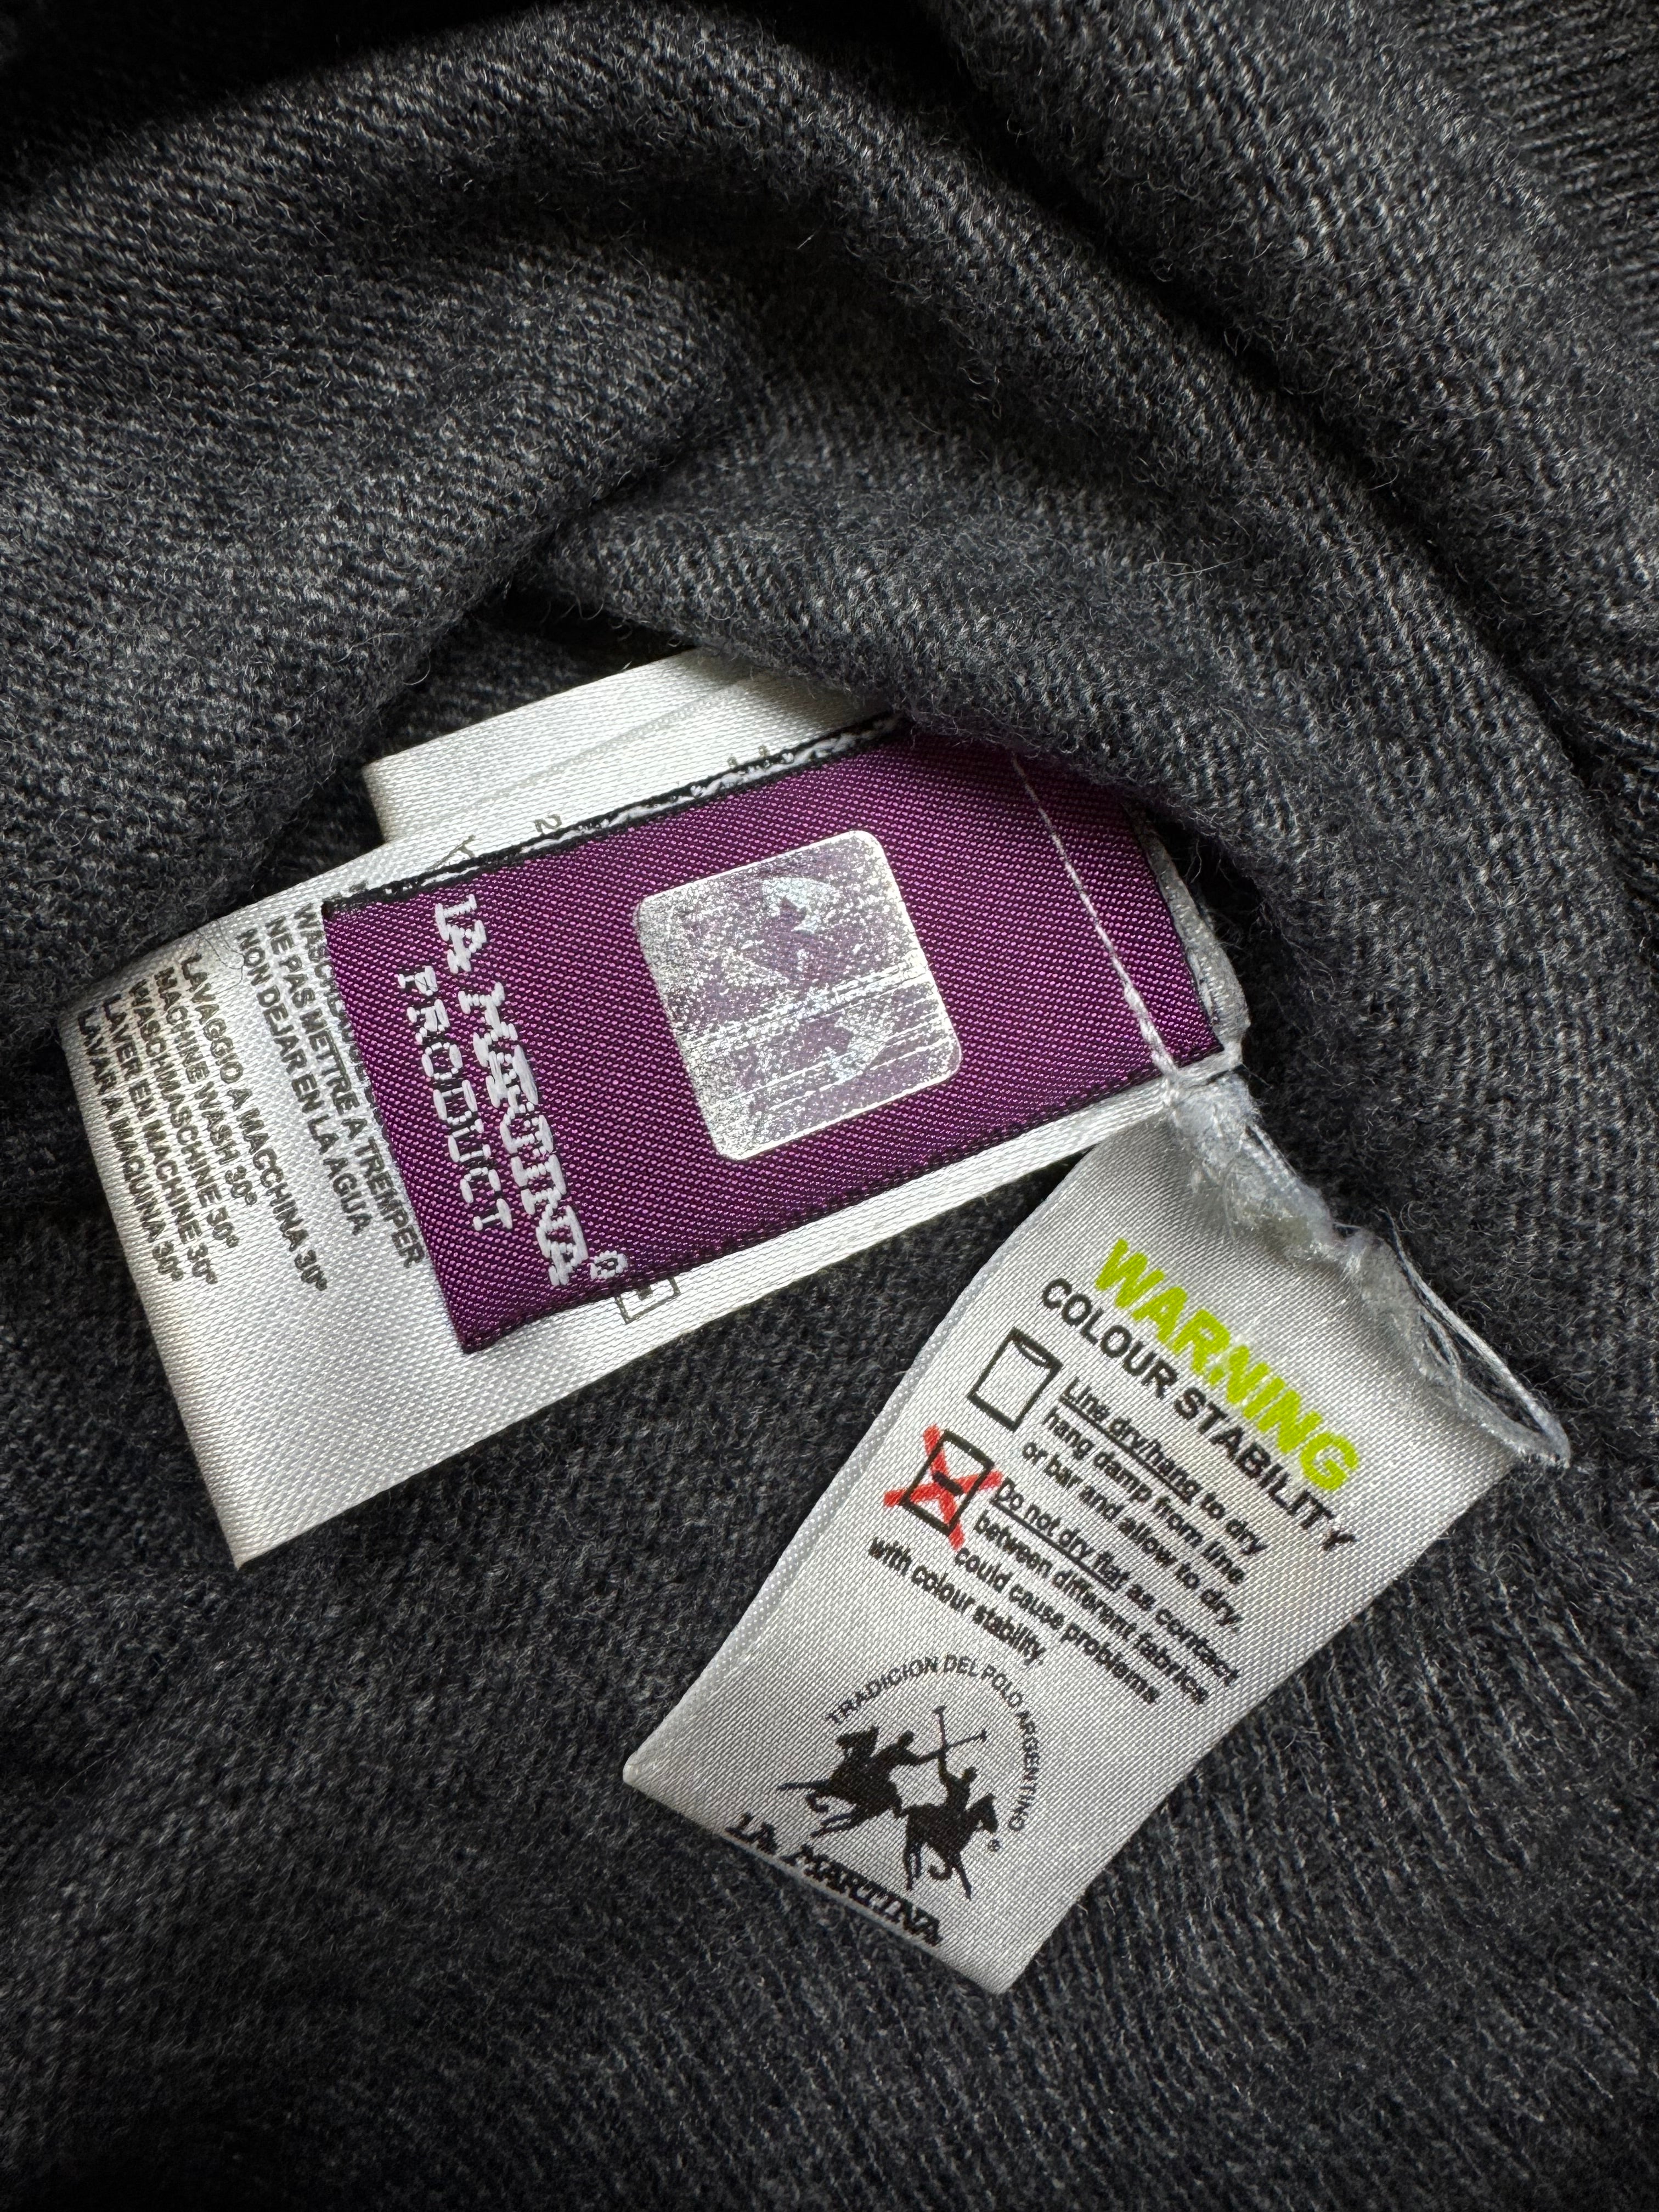 LA MARTINA®
PRODUCT
NE PAS METTRE A TREMPER
NON DEJAR EN LA AGUA
LAVAGGIO A MACCHINA 30°
MACHINE WASH 30°
WASCHMASCHINE 30°
LAVER EN MACHINE 30°
LAVAR A MAQUINA 30°
WARNING
COLOUR STABILITY
Line dry/hang to dry
hang damp from line
or bar and allow to dry.
Do not dry flat as contact
between different fabrics
could cause problems
with colour stability.
TRADICION DEL POLO ARGENTINO
®
LA MARTINA